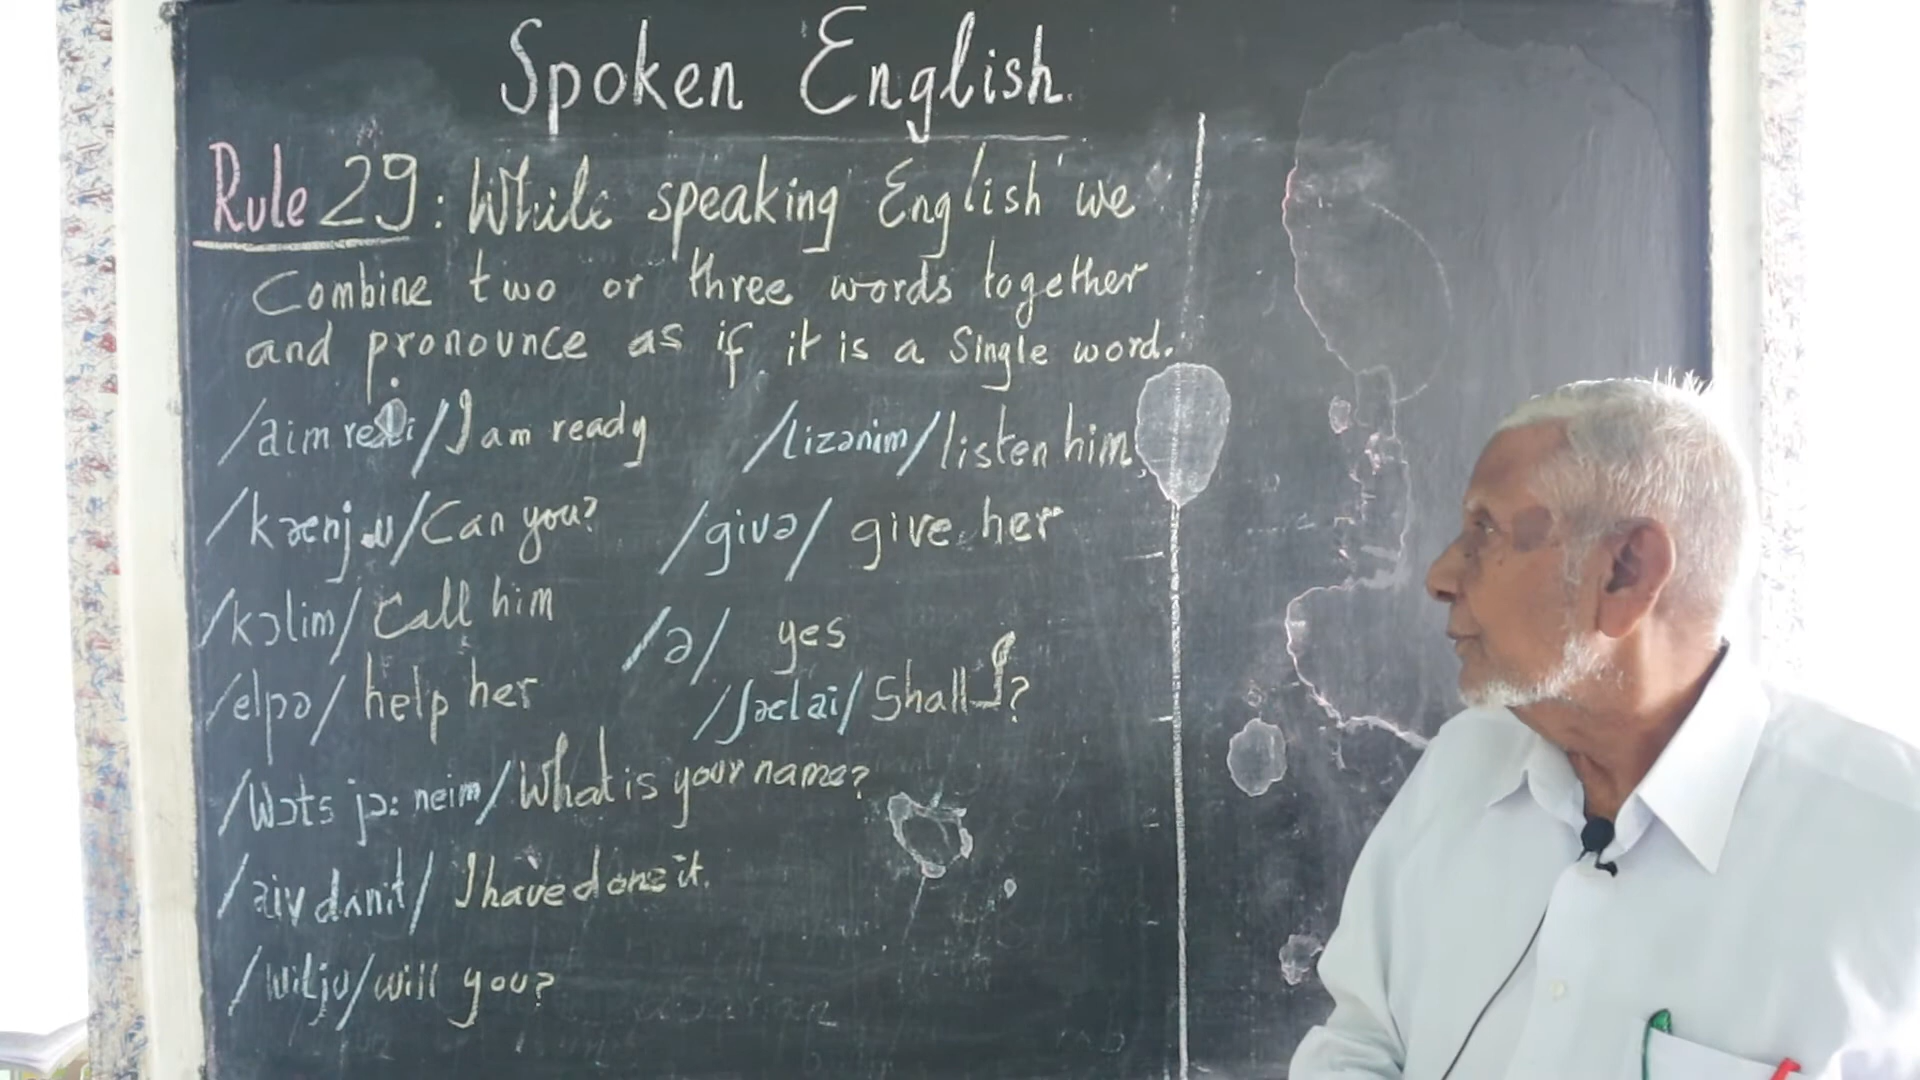 Spoken English.
Rule 29: While speaking English we
Combine two or three words together
and pronounce as if it is a Single word.
/aim redi/ I am ready /lizənim/ listen him
/kænju/ Can you? /givə/ give her
/kɔlim/ Call him /ə/ yes
/elpə/ help her /ʃælai/ Shall I?
/Wɔts jɔ: neim/ What is your name?
/aiv dʌnit/ I have done it.
/wilju/ will you?